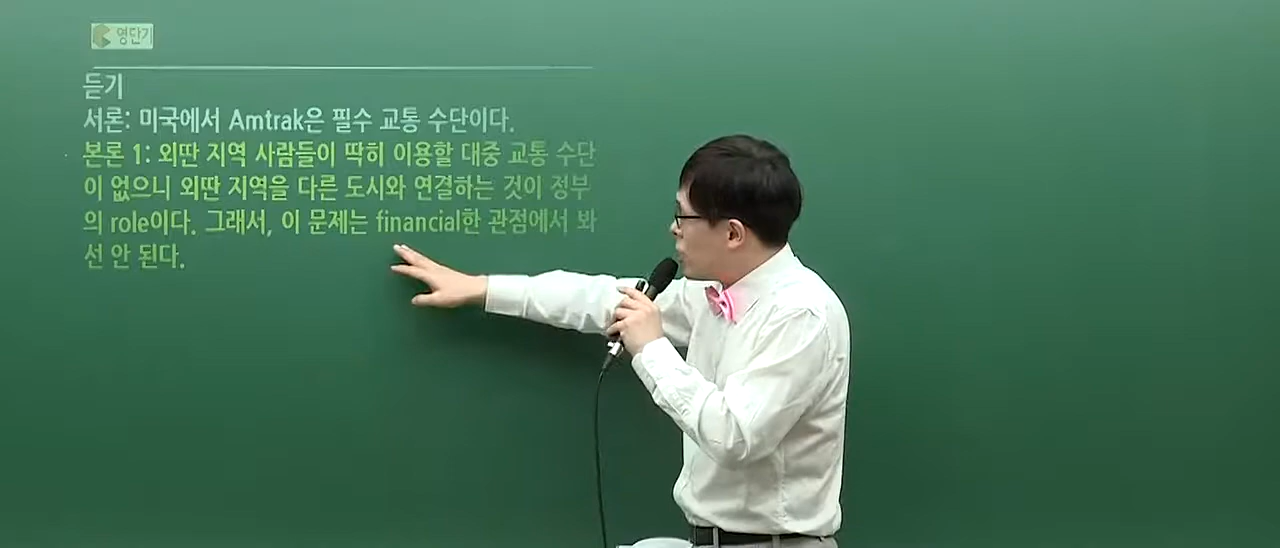 영단기
듣기
서론: 미국에서 Amtrak은 필수 교통 수단이다.
본론 1: 외딴 지역 사람들이 딱히 이용할 대중 교통 수단
이 없으니 외딴 지역을 다른 도시와 연결하는 것이 정부
의 role이다. 그래서, 이 문제는 financial한 관점에서 봐
선 안 된다.